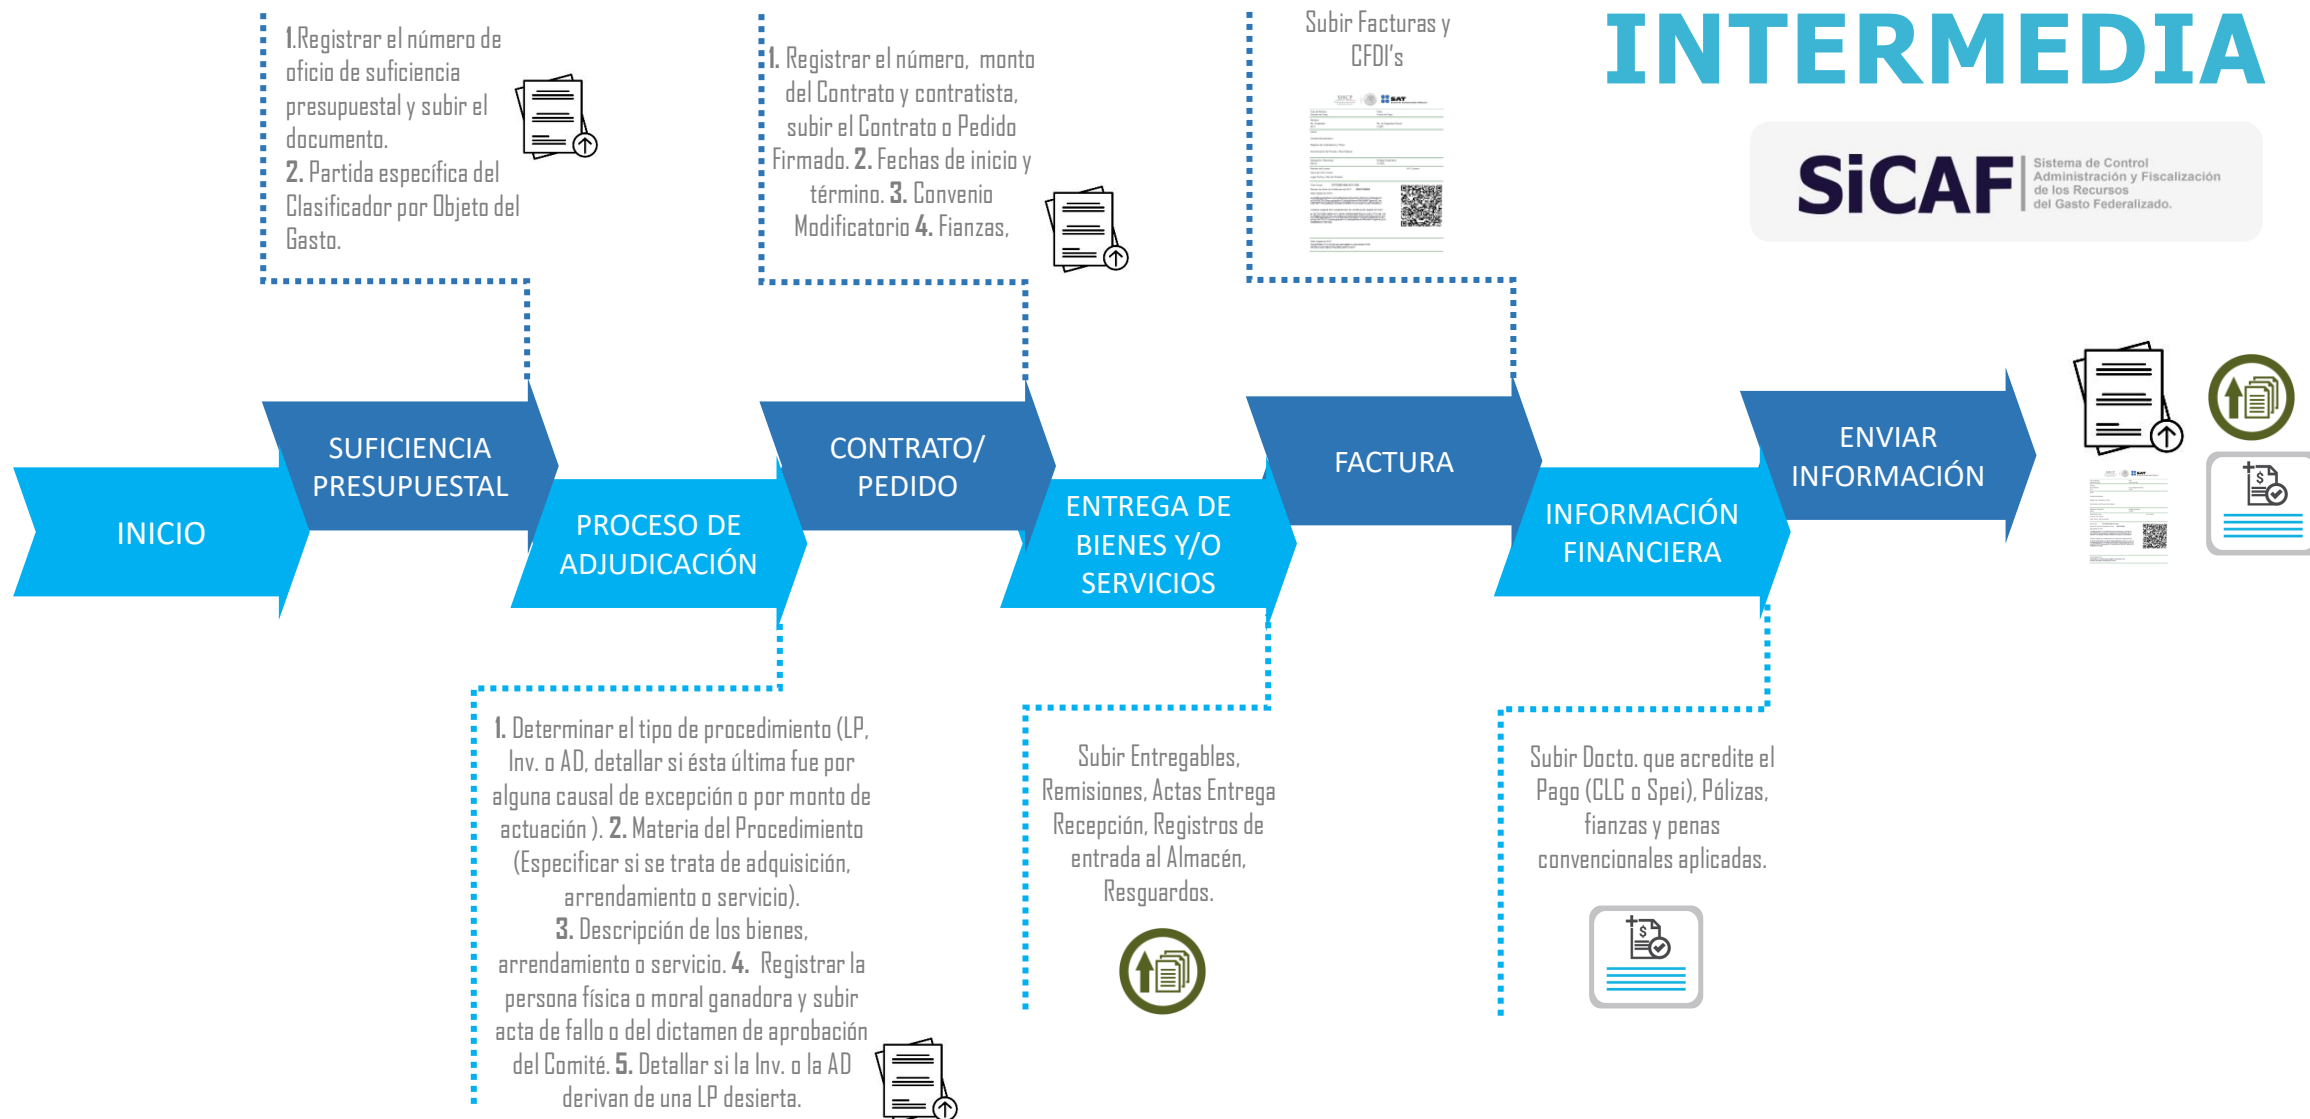 INTERMEDIA
SiCAF
Sistema de Control
Administración y Fiscalización
de los Recursos
del Gasto Federalizado.
1.Registrar el número de
oficio de suficiencia
presupuestal y subir el
documento.
2. Partida específica del
Clasificador por Objeto del
Gasto.
1. Registrar el número, monto
del Contrato y contratista,
subir el Contrato o Pedido
Firmado. 2. Fechas de inicio y
término. 3. Convenio
Modificatorio 4. Fianzas,
Subir Facturas y
CFDI's
SHCP
SAT
INICIO
SUFICIENCIA
PRESUPUESTAL
PROCESO DE
ADJUDICACIÓN
CONTRATO/
PEDIDO
ENTREGA DE
BIENES Y/O
SERVICIOS
FACTURA
INFORMACIÓN
FINANCIERA
ENVIAR
INFORMACIÓN
SAT
1. Determinar el tipo de procedimiento (LP,
Inv. o AD, detallar si ésta última fue por
alguna causal de excepción o por monto de
actuación ). 2. Materia del Procedimiento
(Especificar si se trata de adquisición,
arrendamiento o servicio).
3. Descripción de los bienes,
arrendamiento o servicio. 4. Registrar la
persona física o moral ganadora y subir
acta de fallo o del dictamen de aprobación
del Comité. 5. Detallar si la Inv. o la AD
derivan de una LP desierta.
Subir Entregables,
Remisiones, Actas Entrega
Recepción, Registros de
entrada al Almacén,
Resguardos.
Subir Docto. que acredite el
Pago (CLC o Spei), Pólizas,
fianzas y penas
convencionales aplicadas.